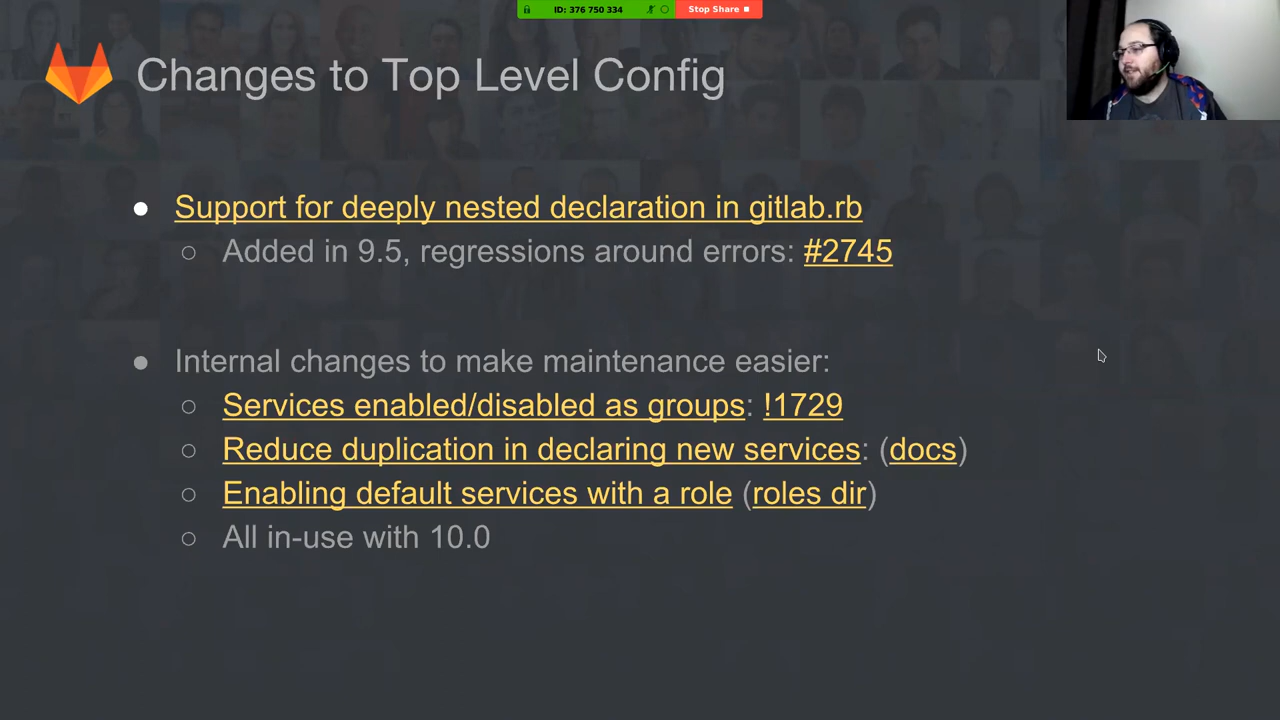 ID: 376 750 334 Stop Share
Changes to Top Level Config
● Support for deeply nested declaration in gitlab.rb
○ Added in 9.5, regressions around errors: #2745
● Internal changes to make maintenance easier:
○ Services enabled/disabled as groups: !1729
○ Reduce duplication in declaring new services: (docs)
○ Enabling default services with a role (roles dir)
○ All in-use with 10.0